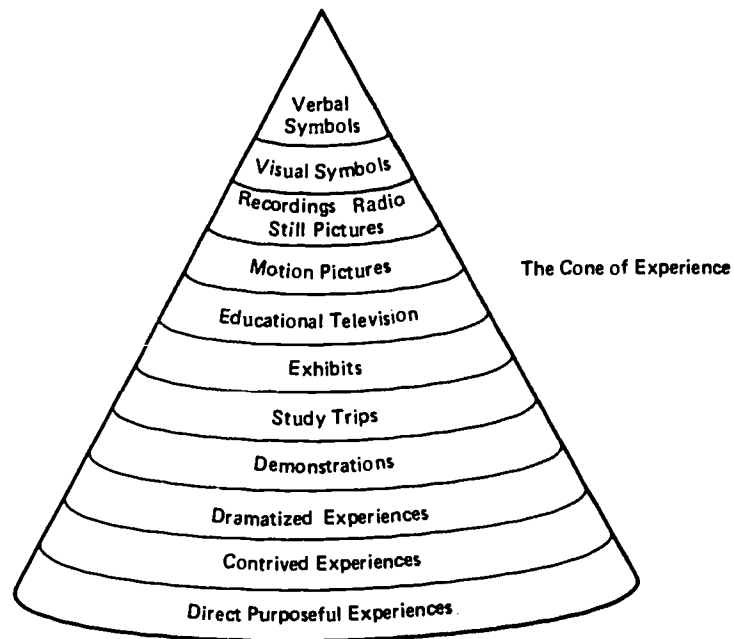 Verbal
Symbols
Visual Symbols
Recordings Radio
Still Pictures
Motion Pictures
The Cone of Experience
Educational Television
Exhibits
Study Trips
Demonstrations
Dramatized Experiences
Contrived Experiences
Direct Purposeful Experiences